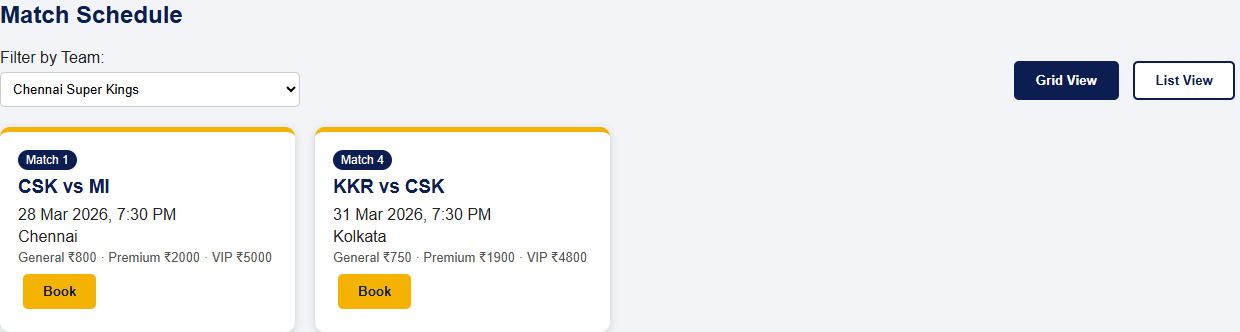 Match Schedule
Filter by Team:
Chennai Super Kings
Grid View
List View
Match 1
CSK vs MI
28 Mar 2026, 7:30 PM
Chennai
General ₹800 · Premium ₹2000 · VIP ₹5000
Book
Match 4
KKR vs CSK
31 Mar 2026, 7:30 PM
Kolkata
General ₹750 · Premium ₹1900 · VIP ₹4800
Book